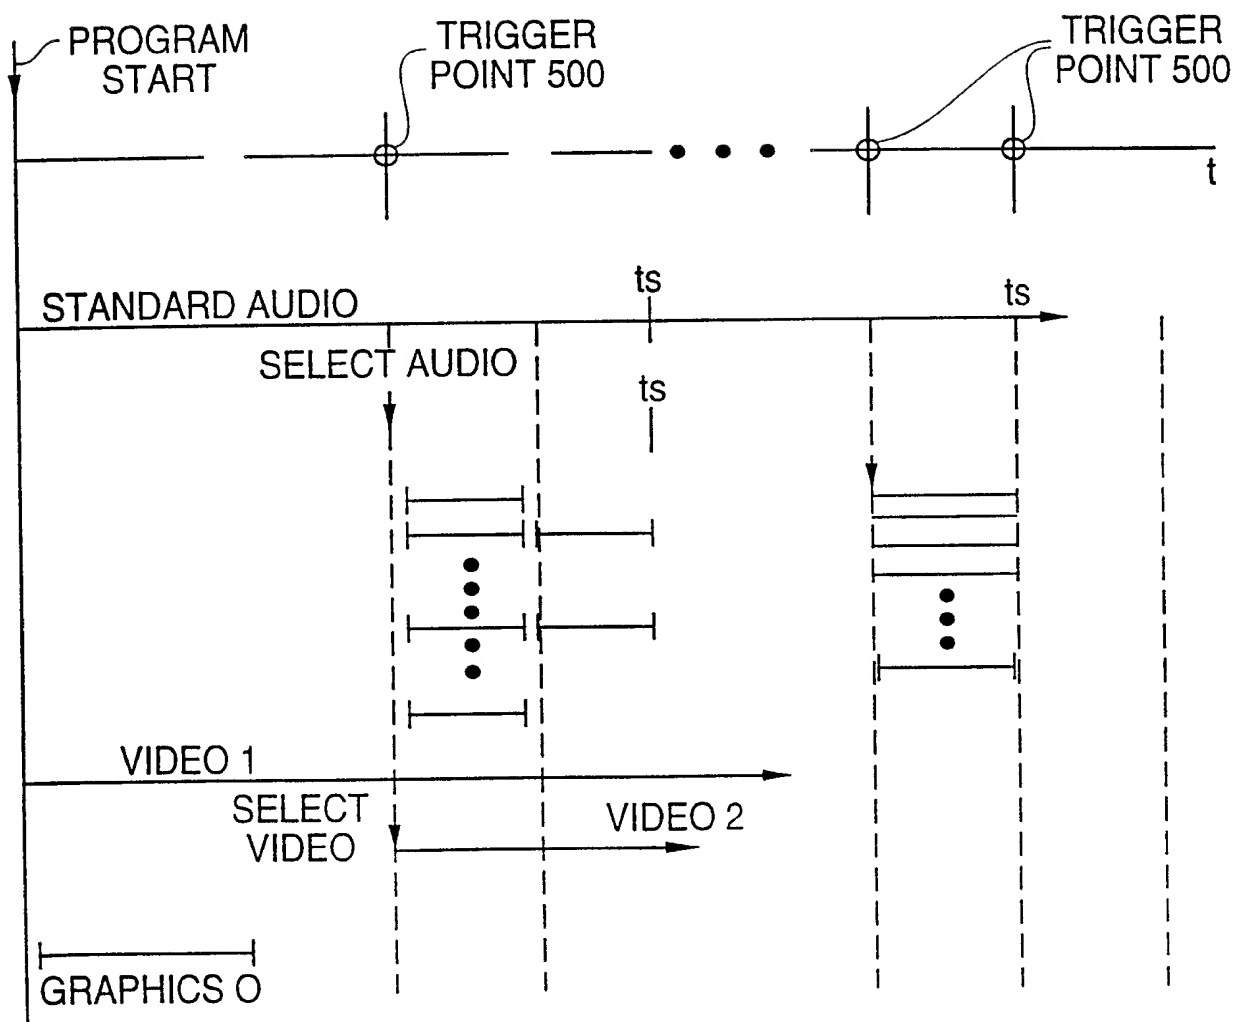 PROGRAM
START
TRIGGER
POINT 500
TRIGGER
POINT 500
t
ts
ts
STANDARD AUDIO
SELECT AUDIO
ts
VIDEO 1
SELECT
VIDEO
VIDEO 2
GRAPHICS O